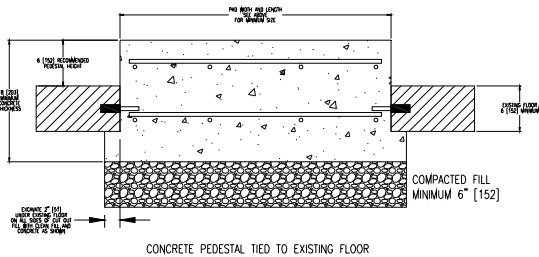 PAD WIDTH AND LENGTH
SEE ABOVE
FOR MINIMUM SIZE
6 [152] RECOMMENDED
PEDESTAL HEIGHT
8 [203]
MINIMUM
CONCRETE
THICKNESS
EXISTING FLOOR,
6 [152] MINIMUM
COMPACTED FILL
MINIMUM 6" [152]
EXCAVATE 2" [51]
UNDER EXISTING FLOOR
ON ALL SIDES OF CUT OUT
FILL WITH CLEAN FILL AND
CONCRETE AS SHOWN
CONCRETE PEDESTAL TIED TO EXISTING FLOOR